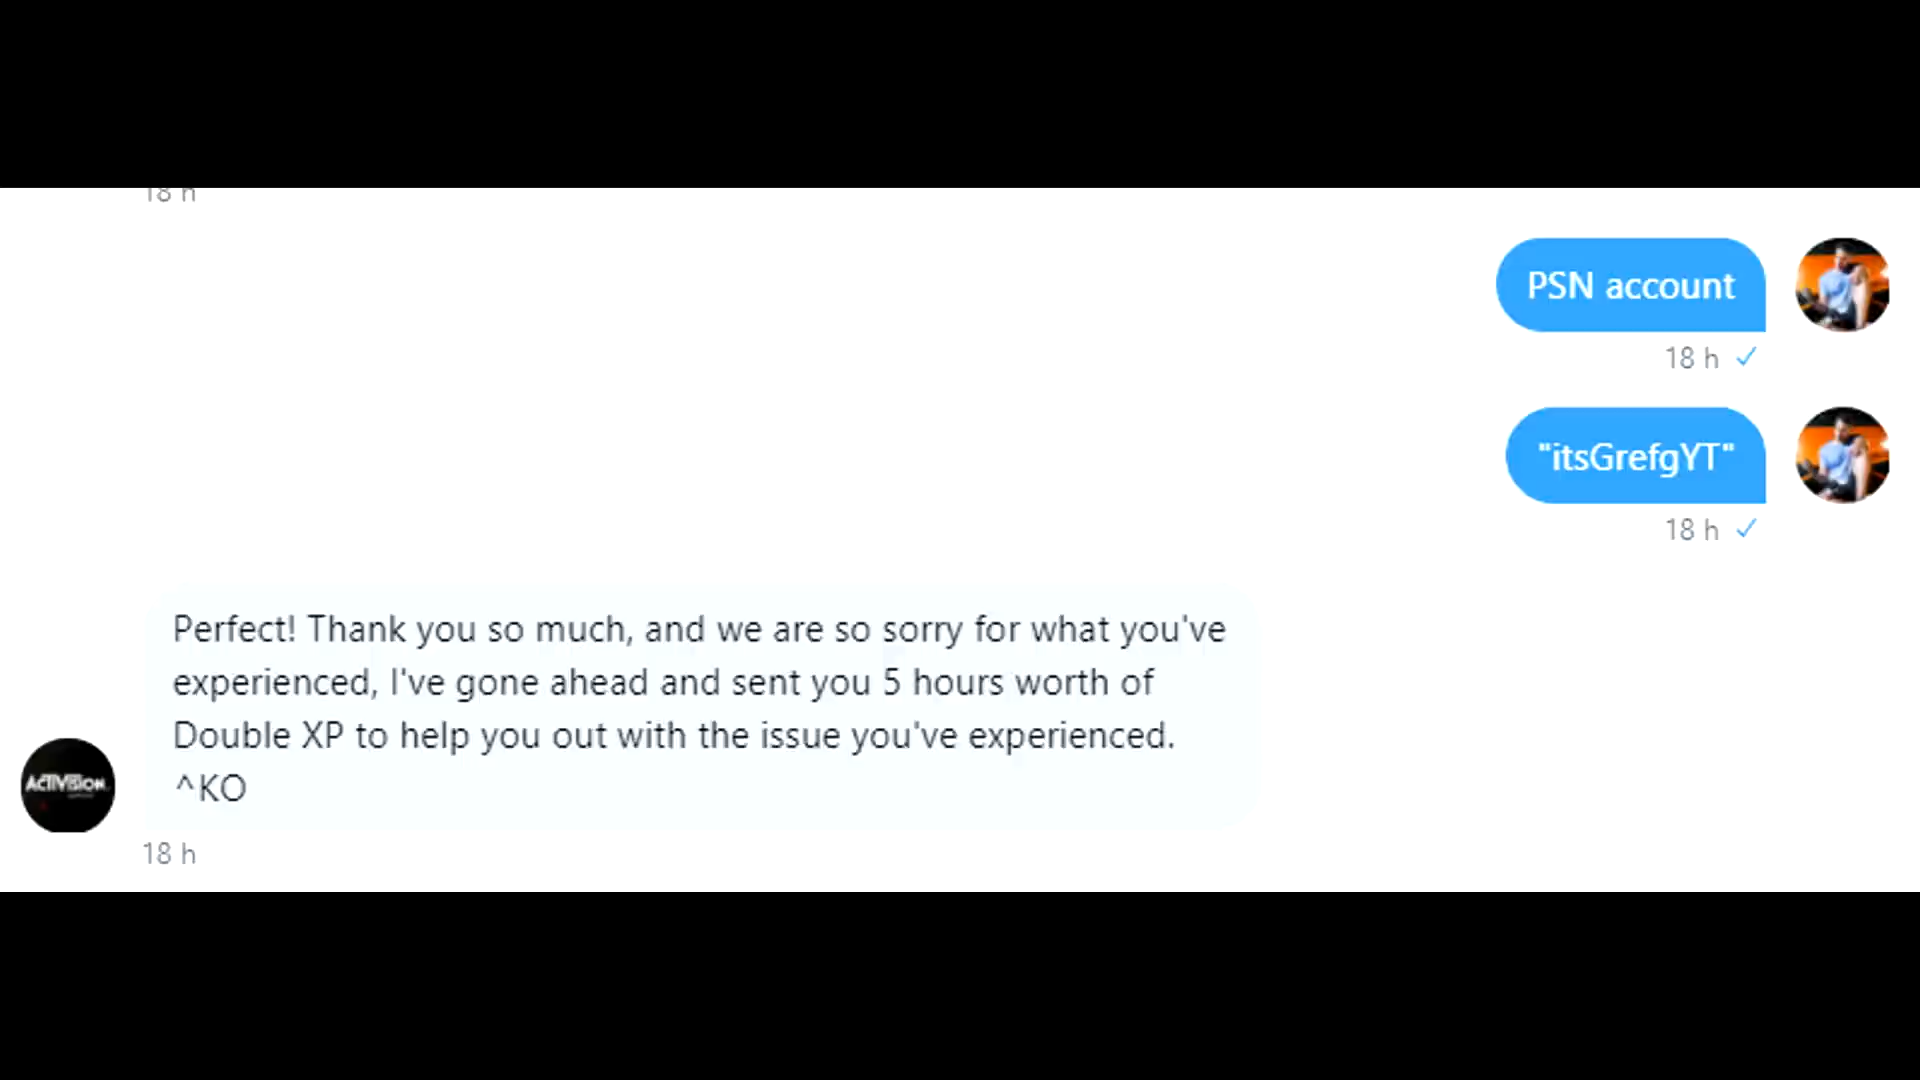 18 h
PSN account
18 h ✓
"itsGrefgYT"
18 h ✓
Perfect! Thank you so much, and we are so sorry for what you've
experienced, I've gone ahead and sent you 5 hours worth of
Double XP to help you out with the issue you've experienced.
^KO
ACTIVISION
18 h